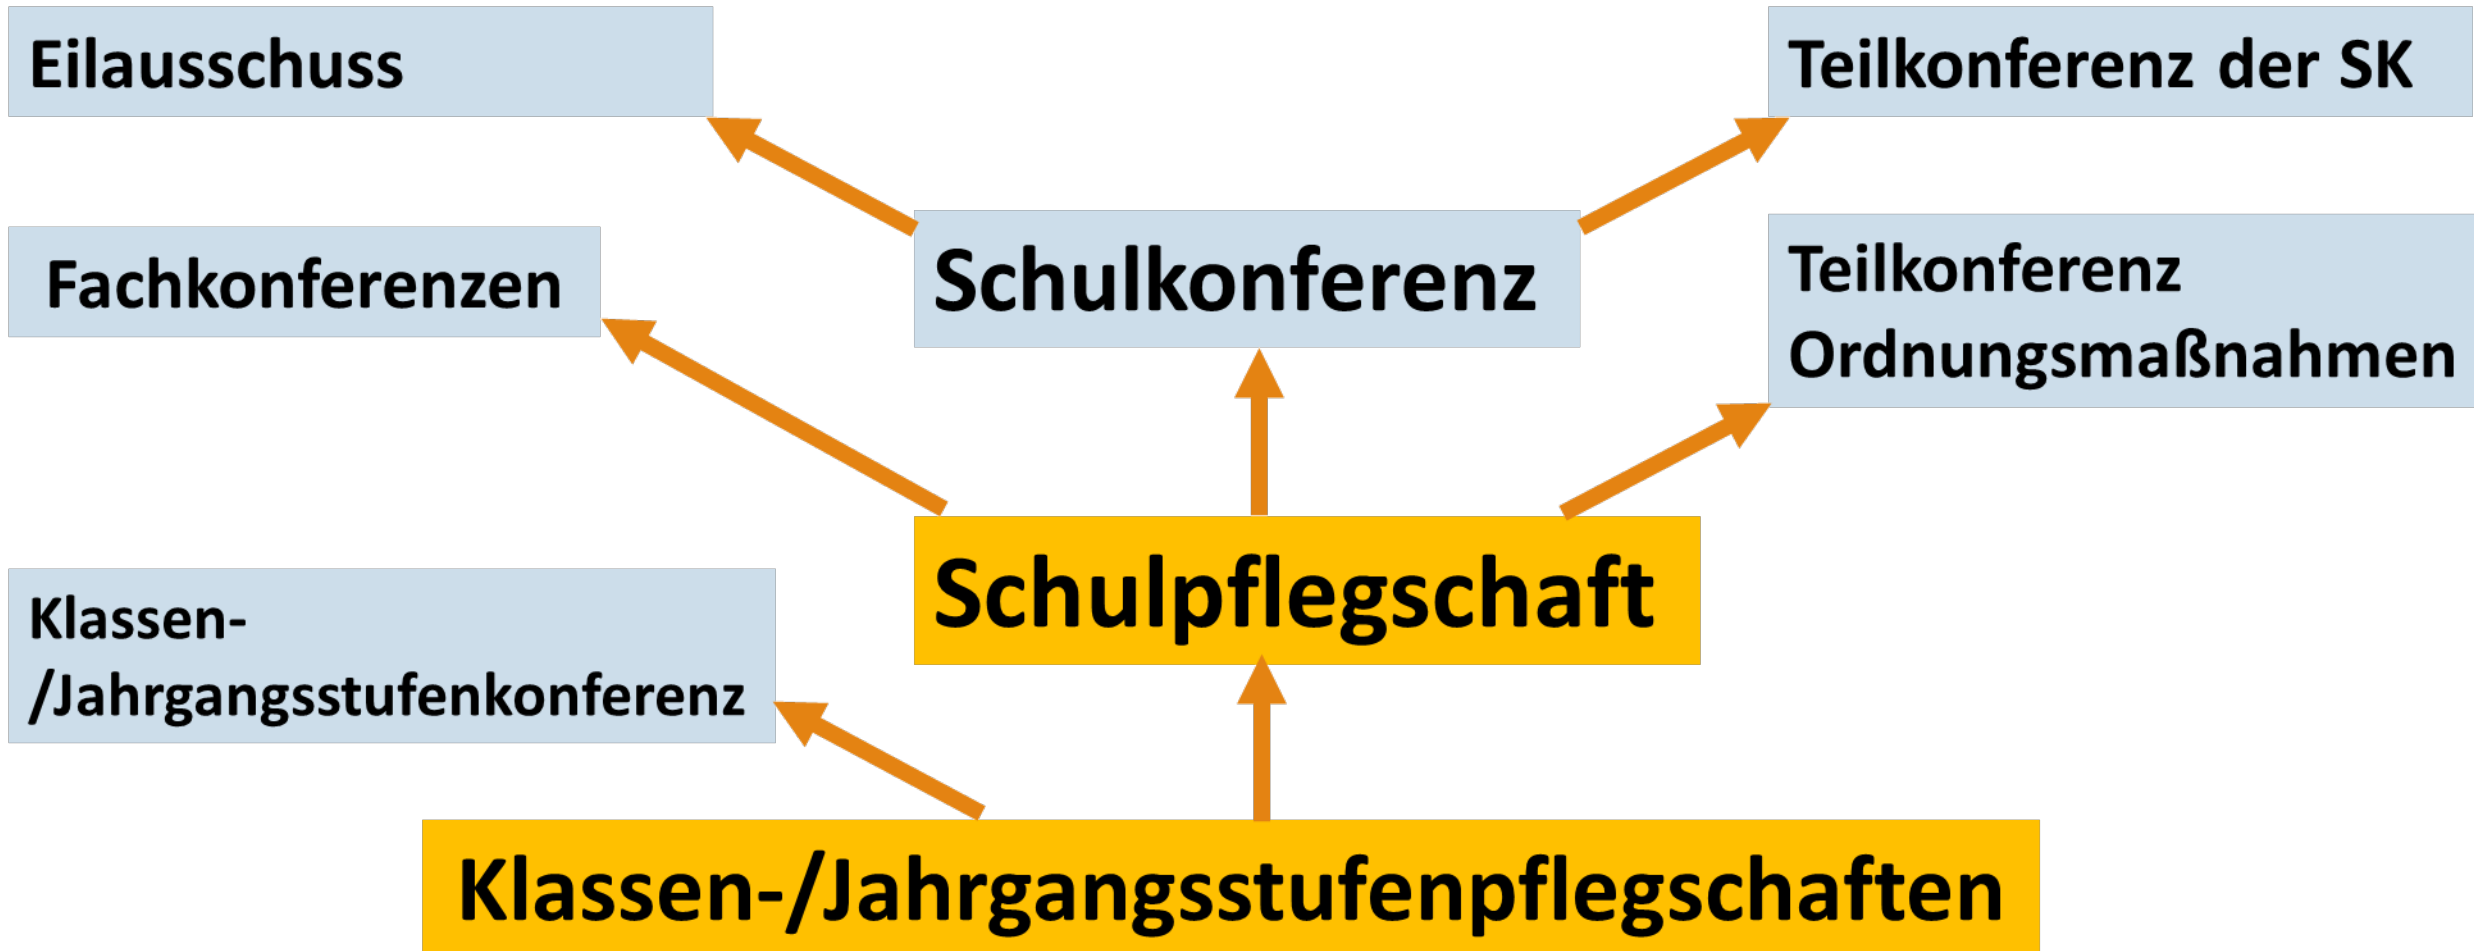 Eilausschuss
Teilkonferenz der SK
Fachkonferenzen
Schulkonferenz
Teilkonferenz
Ordnungsmaßnahmen
Schulpflegschaft
Klassen-
/Jahrgangsstufenkonferenz
Klassen-/Jahrgangsstufenpflegschaften